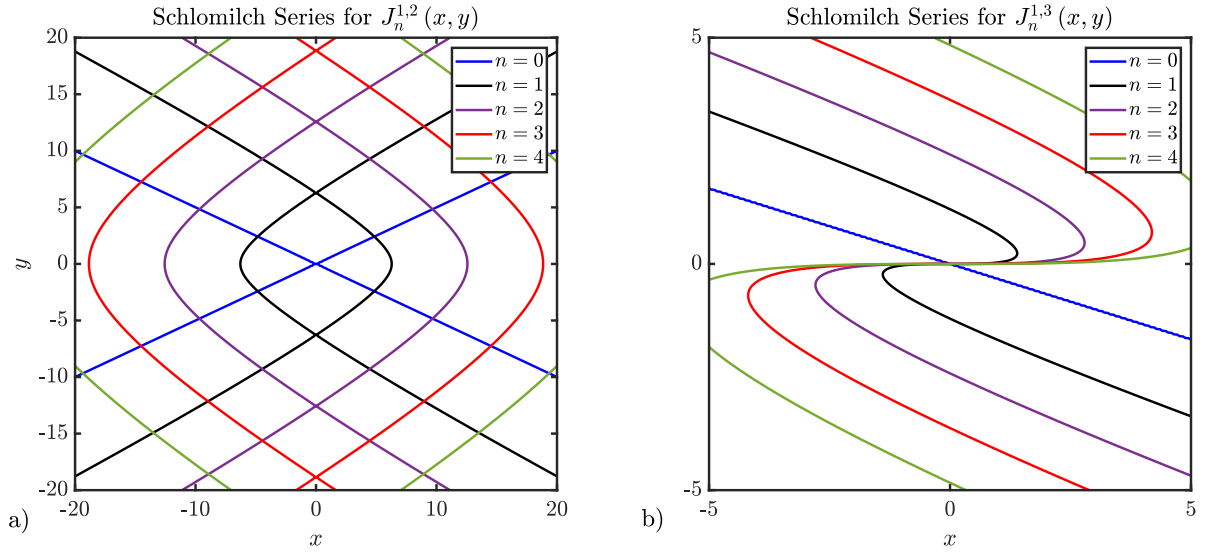 Schlomilch Series for $J_n^{1,2}(x, y)$
20
15
10
5
0
-5
-10
-15
-20
y
-20
-10
0
10
20
x
n = 0
n = 1
n = 2
n = 3
n = 4
a)
Schlomilch Series for $J_n^{1,3}(x, y)$
5
0
-5
-5
0
5
x
n = 0
n = 1
n = 2
n = 3
n = 4
b)